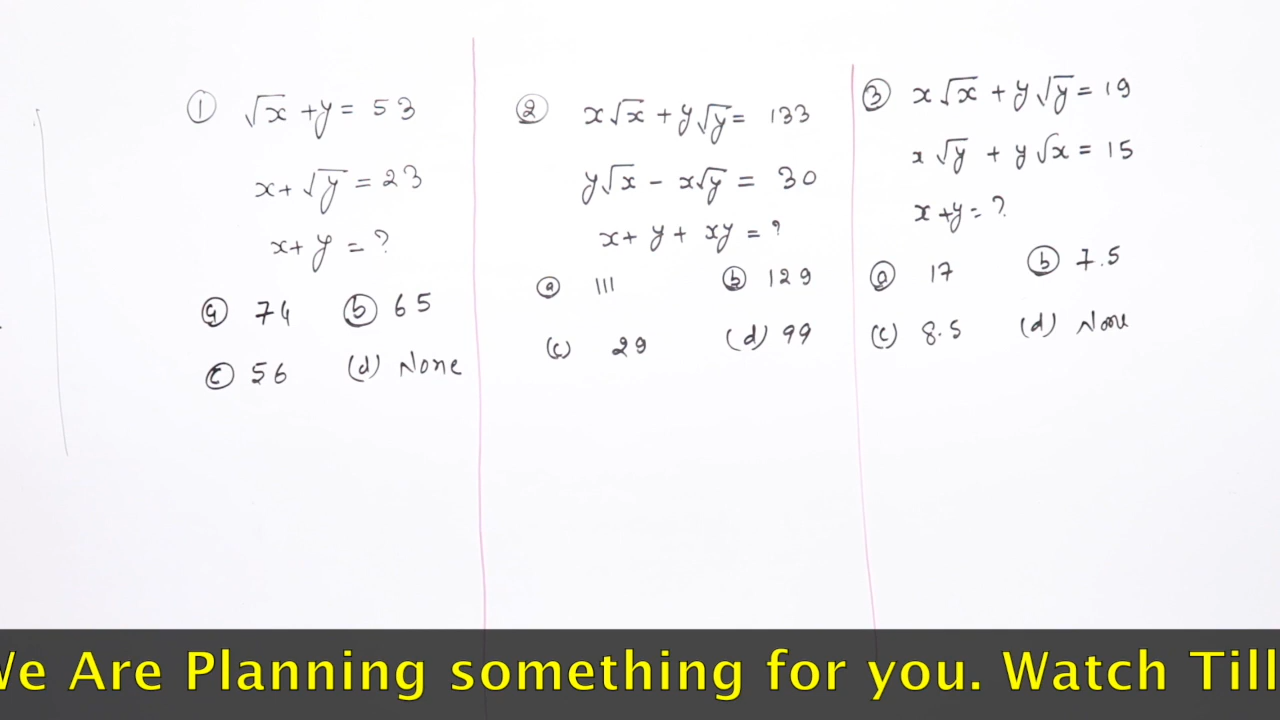 ① √x + y = 53
x + √y = 23
x + y = ?
ⓐ 74 ⓑ 65
ⓒ 56 (d) None
② x√x + y√y = 133
y√x - x√y = 30
x + y + xy = ?
ⓐ 111 ⓑ 129
(c) 29 (d) 99
③ x√x + y√y = 19
x√y + y√x = 15
x + y = ?
ⓐ 17 ⓑ 7.5
(c) 8.5 (d) None
We Are Planning something for you. Watch Till